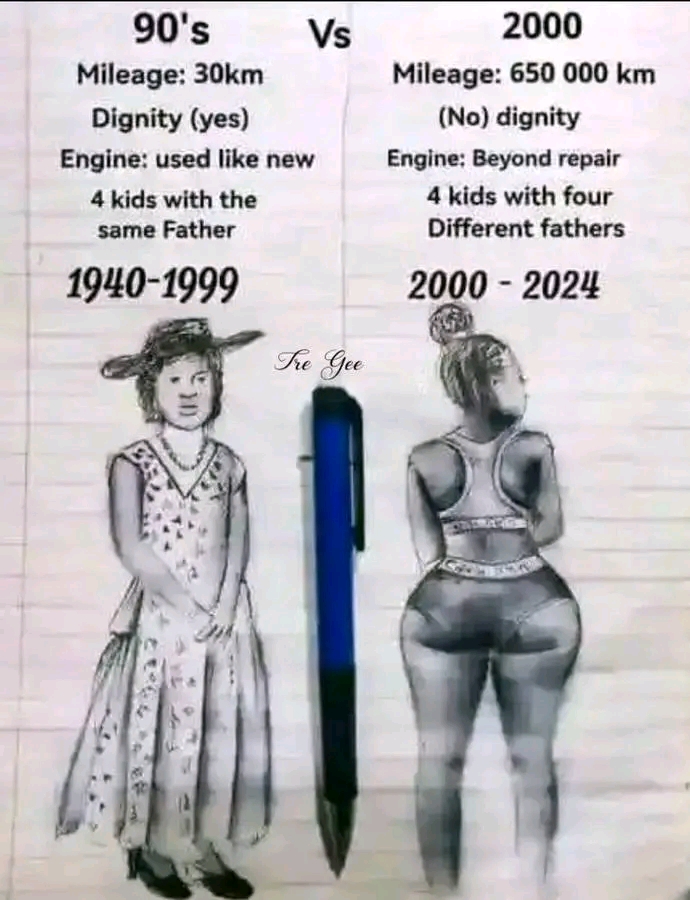 90's
Vs
2000
Mileage: 30km
Dignity (yes)
Engine: used like new
4 kids with the
same Father
1940-1999
Mileage: 650 000 km
(No) dignity
Engine: Beyond repair
4 kids with four
Different fathers
2000 - 2024
Tre Gee